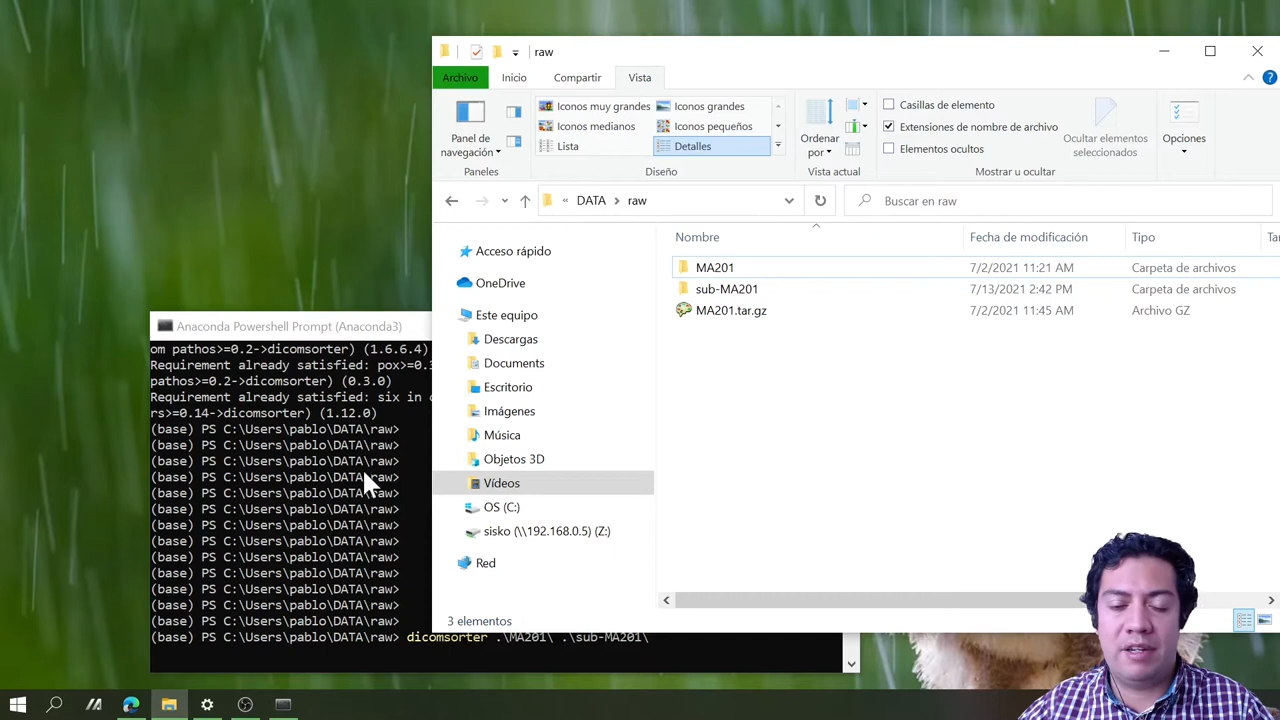 raw
Archivo
Inicio
Compartir
Vista
Panel de navegación
Iconos muy grandes
Iconos grandes
Iconos medianos
Iconos pequeños
Lista
Detalles
Ordenar por
Casillas de elemento
Extensiones de nombre de archivo
Elementos ocultos
Ocultar elementos seleccionados
Opciones
Paneles
Diseño
Vista actual
Mostrar u ocultar
« DATA › raw
Buscar en raw
Nombre
Fecha de modificación
Tipo
MA201 7/2/2021 11:21 AM Carpeta de archivos
sub-MA201 7/13/2021 2:42 PM Carpeta de archivos
MA201.tar.gz 7/2/2021 11:45 AM Archivo GZ
Acceso rápido
OneDrive
Este equipo
Descargas
Documents
Escritorio
Imágenes
Música
Objetos 3D
Vídeos
OS (C:)
sisko (\\192.168.0.5) (Z:)
Red
3 elementos
Anaconda Powershell Prompt (Anaconda3)
om pathos>=0.2->dicomsorter) (1.6.6.4)
Requirement already satisfied: pox>=0.3
pathos>=0.2->dicomsorter) (0.3.0)
Requirement already satisfied: six in
rs>=0.14->dicomsorter) (1.12.0)
(base) PS C:\Users\pablo\DATA\raw>
(base) PS C:\Users\pablo\DATA\raw>
(base) PS C:\Users\pablo\DATA\raw>
(base) PS C:\Users\pablo\DATA\raw>
(base) PS C:\Users\pablo\DATA\raw>
(base) PS C:\Users\pablo\DATA\raw>
(base) PS C:\Users\pablo\DATA\raw>
(base) PS C:\Users\pablo\DATA\raw>
(base) PS C:\Users\pablo\DATA\raw>
(base) PS C:\Users\pablo\DATA\raw>
(base) PS C:\Users\pablo\DATA\raw>
(base) PS C:\Users\pablo\DATA\raw>
(base) PS C:\Users\pablo\DATA\raw>
(base) PS C:\Users\pablo\DATA\raw> dicomsorter .\MA201\ .\sub-MA201\